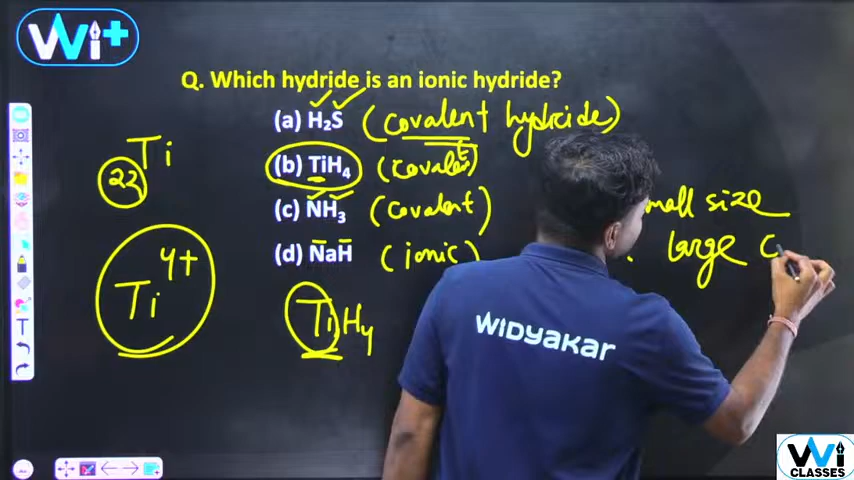 Wi+
Q. Which hydride is an ionic hydride?
(a) H2S (covalent hydride)
(b) TiH4 (covalent)
(c) NH3 (covalent)
(d) NaH (ionic)
Ti
22
Ti4+
TiH4
small size
large
T
WIDYAKAR
Wi
CLASSES